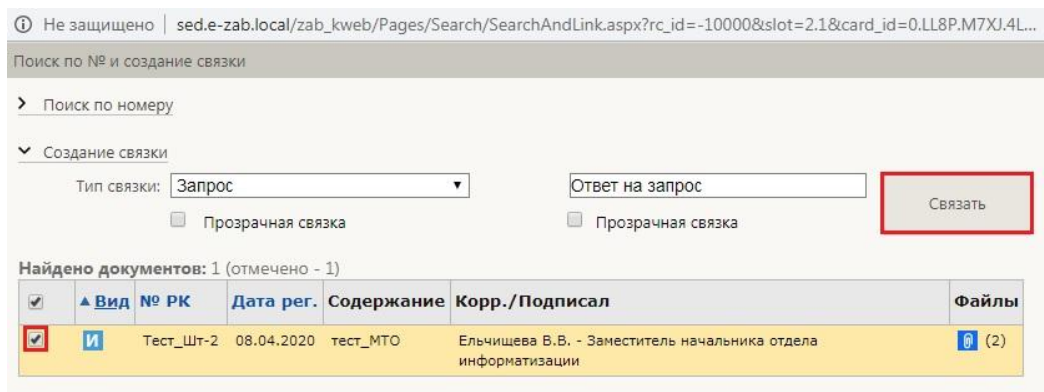 Не защищено | sed.e-zab.local/zab_kweb/Pages/Search/SearchAndLink.aspx?rc_id=-10000&slot=2.1&card_id=0.LL8P.M7XJ.4L...
Поиск по № и создание связки
Поиск по номеру
Создание связки
Тип связки: Запрос Ответ на запрос Связать
Прозрачная связка Прозрачная связка
Найдено документов: 1 (отмечено - 1)
Вид № РК Дата рег. Содержание Корр./Подписал Файлы
И Тест_Шт-2 08.04.2020 тест_МТО Ельчищева В.В. - Заместитель начальника отдела (2)
информатизации